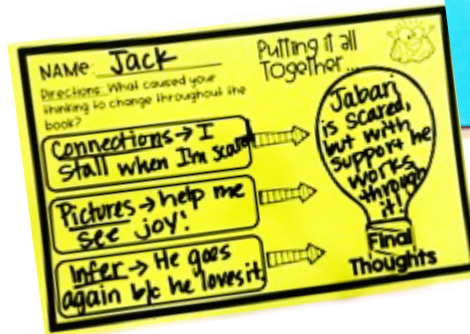 NAME: Jack
Directions: What caused your
thinking to change throughout the
book?
Connections → I
stall when I'm scared
Pictures → help me
see joy!
Infer → He goes
again b/c he loves it.
Putting it all
Together...
Jabari
is scared,
but with
support he
works
through
it!
Final
Thoughts